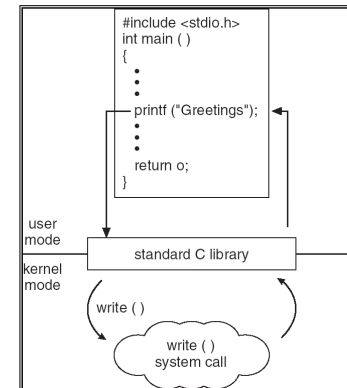 #include <stdio.h>
int main ( )
{
•
•
•
printf ("Greetings");
•
•
•
return o;
}
user
mode
standard C library
kernel
mode
write ( )
write ( )
system call